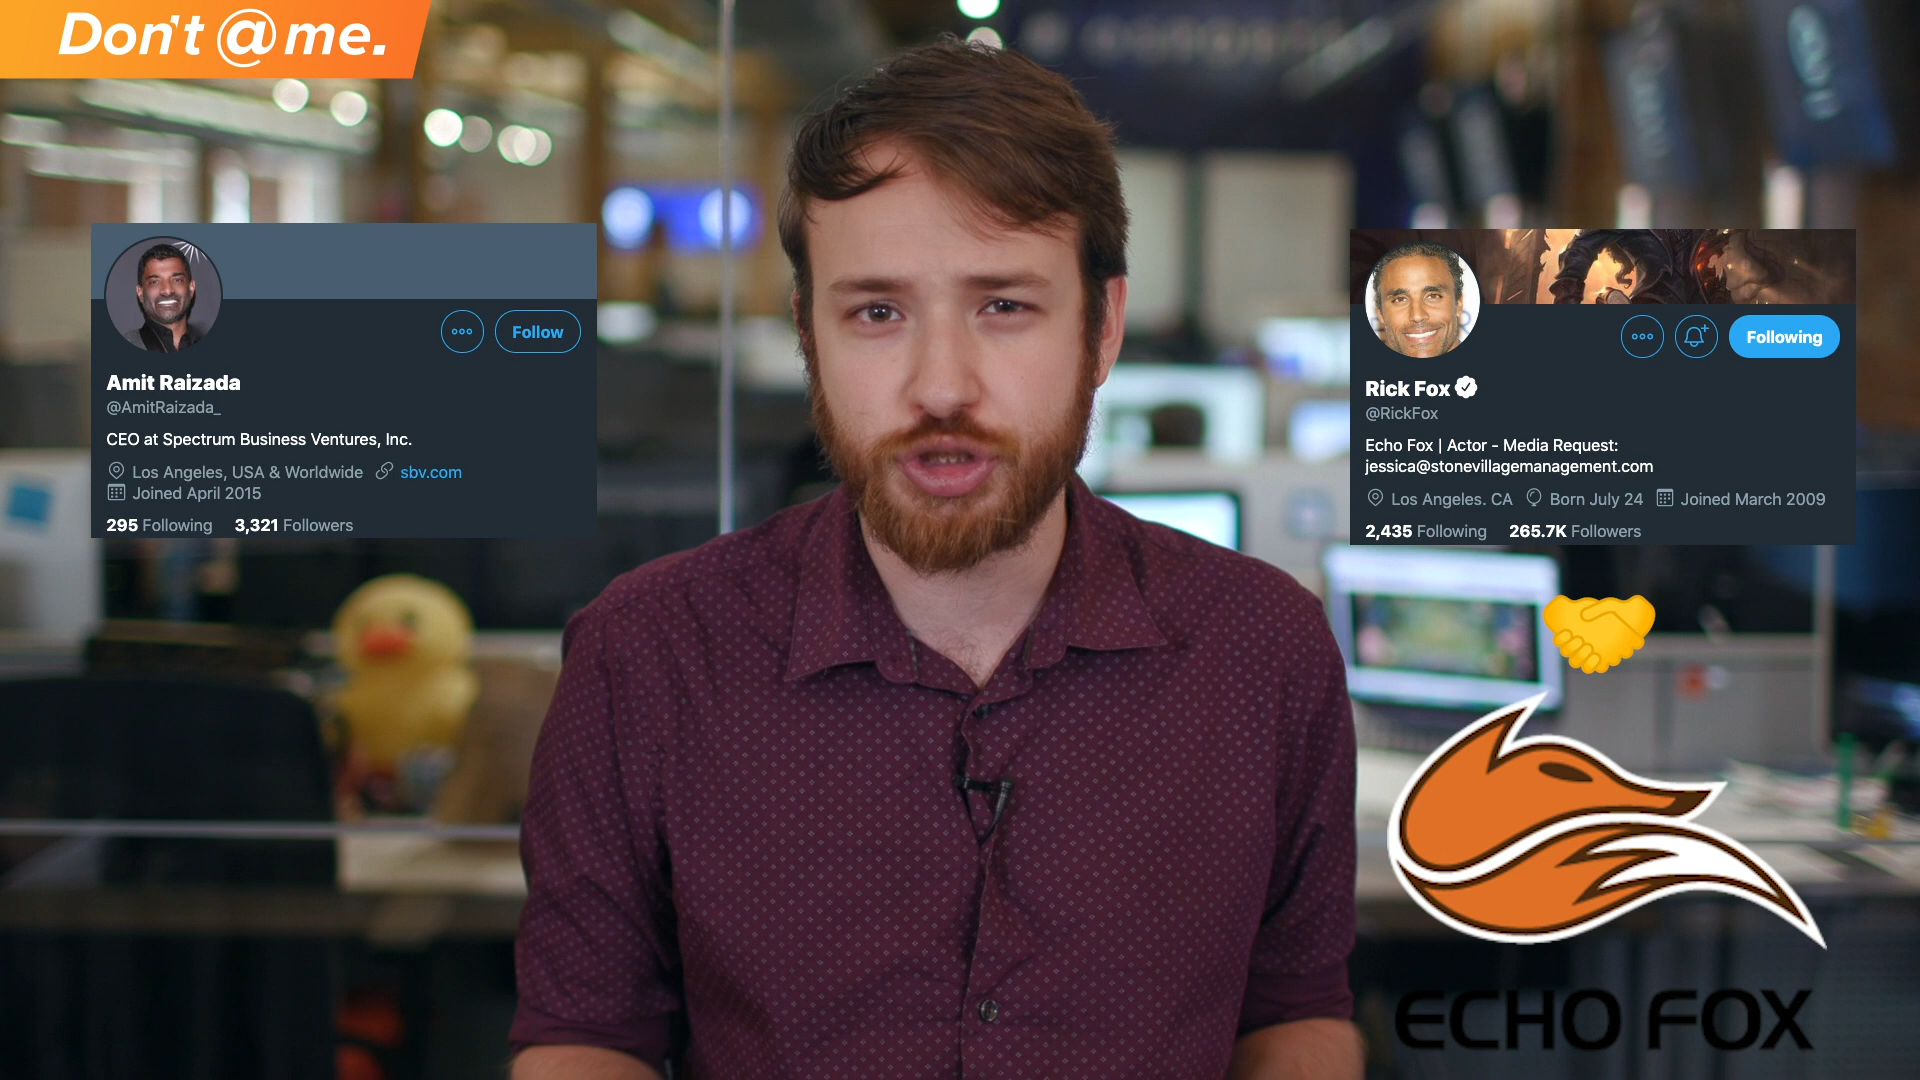 Don't @ me.
Amit Raizada
@AmitRaizada_
CEO at Spectrum Business Ventures, Inc.
Los Angeles, USA & Worldwide sbv.com
Joined April 2015
295 Following 3,321 Followers
Follow
Rick Fox
@RickFox
Echo Fox | Actor - Media Request:
jessica@stonevillagemanagement.com
Los Angeles. CA Born July 24 Joined March 2009
2,435 Following 265.7K Followers
Following
ECHO FOX